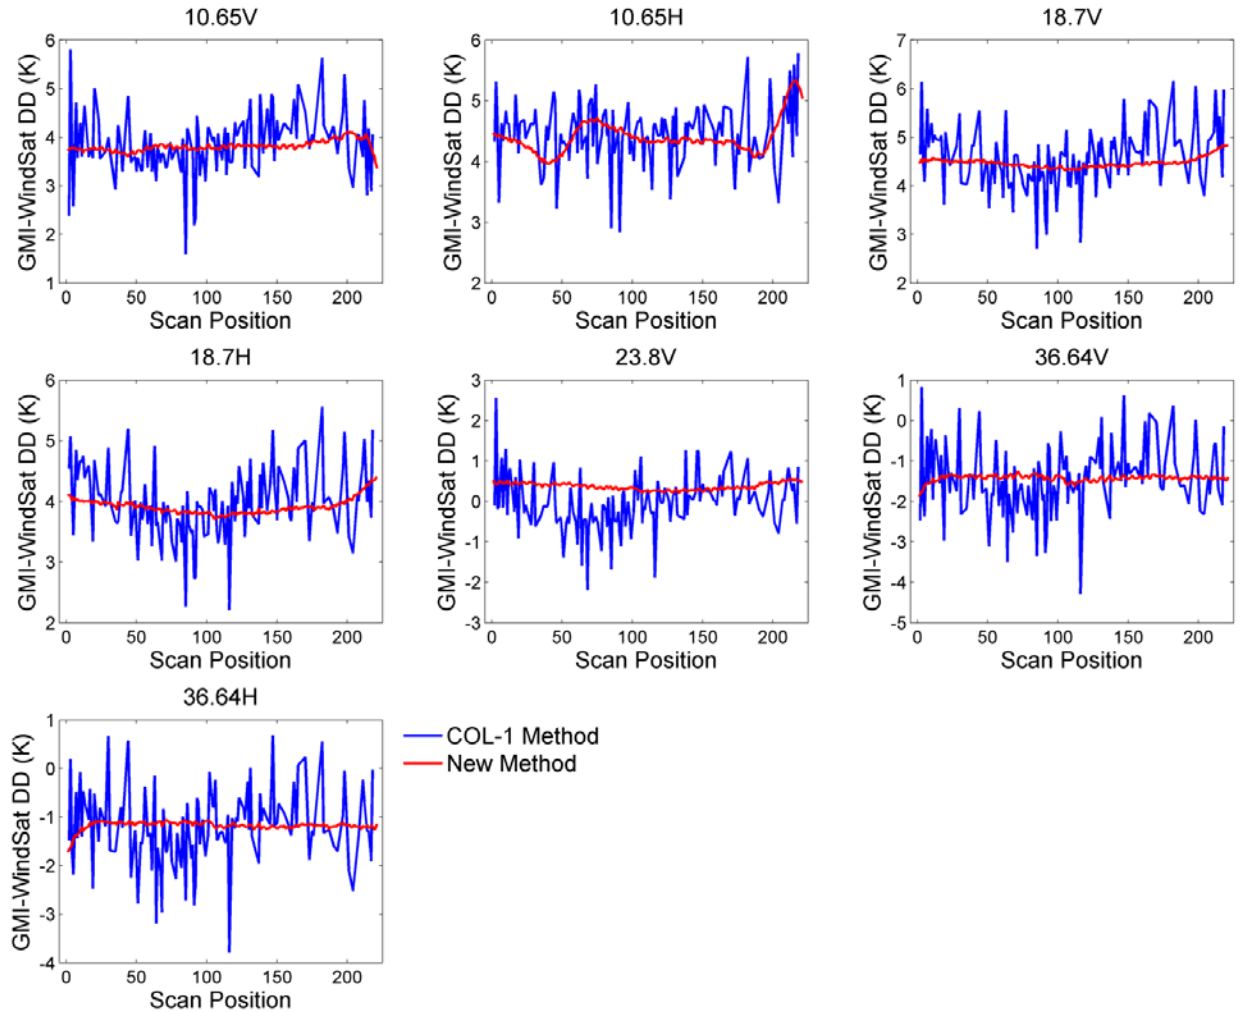 10.65V
10.65H
18.7V
GMI-WindSat DD (K)
6
5
4
3
2
1
0 50 100 150 200
Scan Position
GMI-WindSat DD (K)
6
5
4
3
2
0 50 100 150 200
Scan Position
GMI-WindSat DD (K)
7
6
5
4
3
2
0 50 100 150 200
Scan Position
18.7H
23.8V
36.64V
GMI-WindSat DD (K)
6
5
4
3
2
0 50 100 150 200
Scan Position
GMI-WindSat DD (K)
3
2
1
0
-1
-2
-3
0 50 100 150 200
Scan Position
GMI-WindSat DD (K)
1
0
-1
-2
-3
-4
-5
0 50 100 150 200
Scan Position
36.64H
GMI-WindSat DD (K)
1
0
-1
-2
-3
-4
0 50 100 150 200
Scan Position
COL-1 Method
New Method